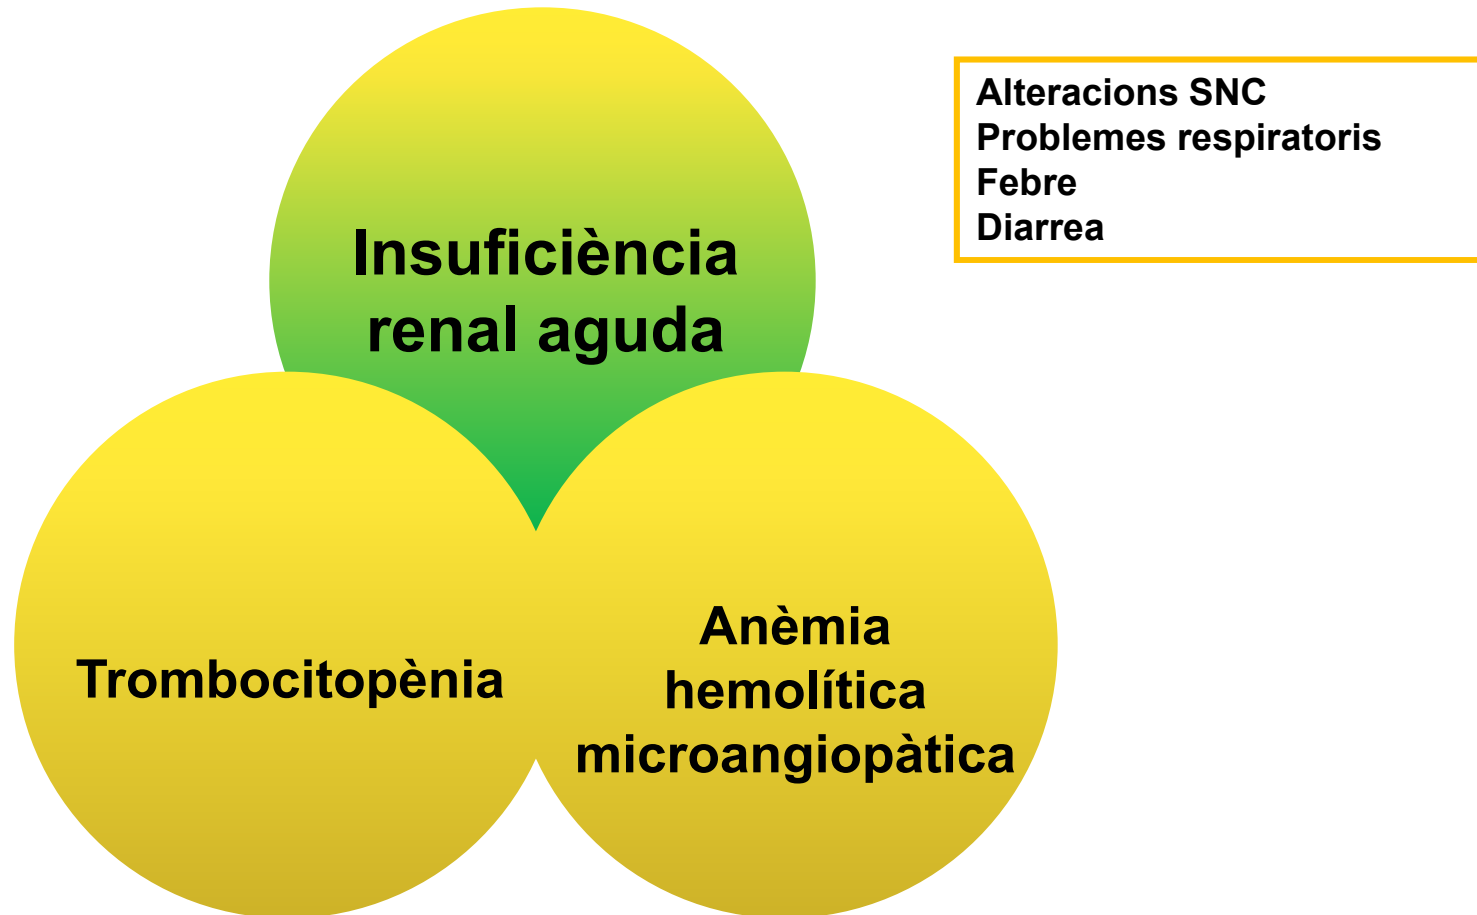 Insuficiència
renal aguda
Trombocitopènia
Anèmia
hemolítica
microangiopàtica
Alteracions SNC
Problemes respiratoris
Febre
Diarrea